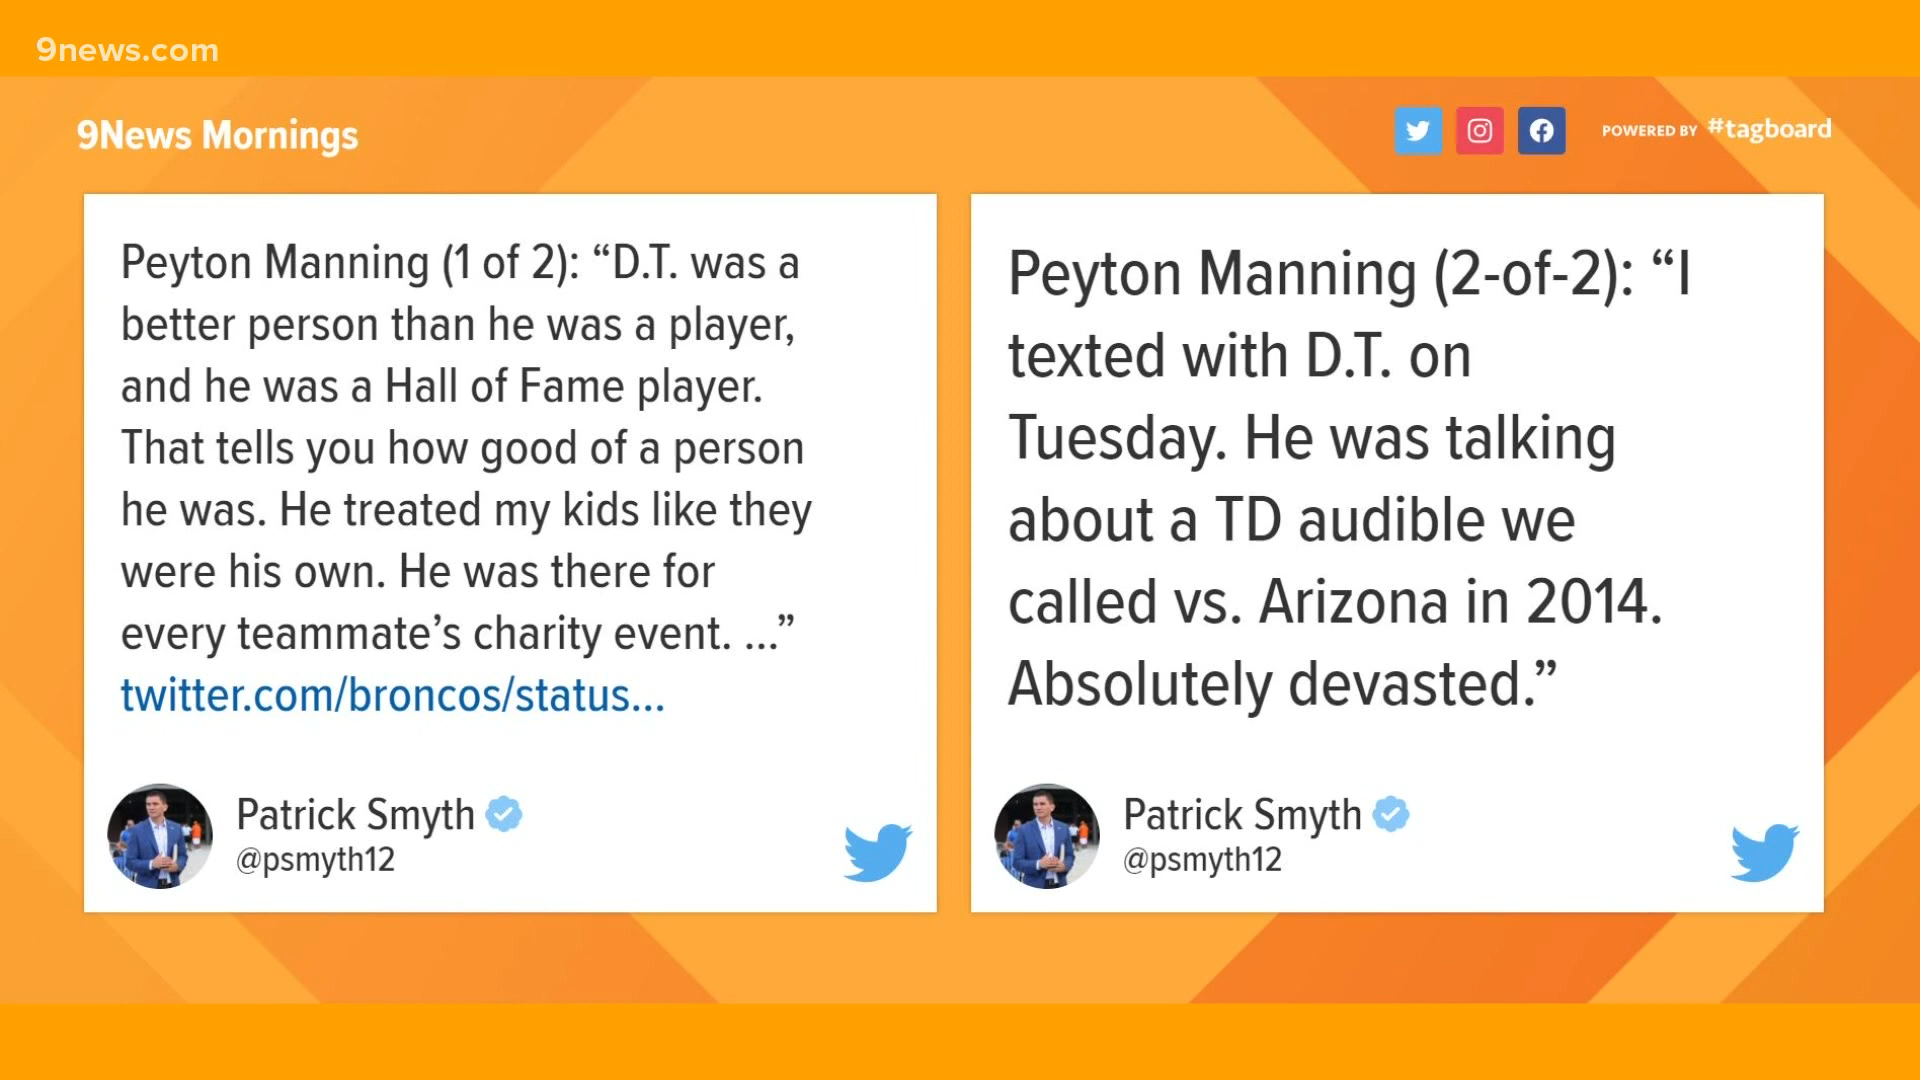 9news.com
9News Mornings
POWERED BY #tagboard
Peyton Manning (1 of 2): “D.T. was a
better person than he was a player,
and he was a Hall of Fame player.
That tells you how good of a person
he was. He treated my kids like they
were his own. He was there for
every teammate’s charity event. ...”
twitter.com/broncos/status...
Patrick Smyth
@psmyth12
Peyton Manning (2-of-2): “I
texted with D.T. on
Tuesday. He was talking
about a TD audible we
called vs. Arizona in 2014.
Absolutely devasted.”
Patrick Smyth
@psmyth12